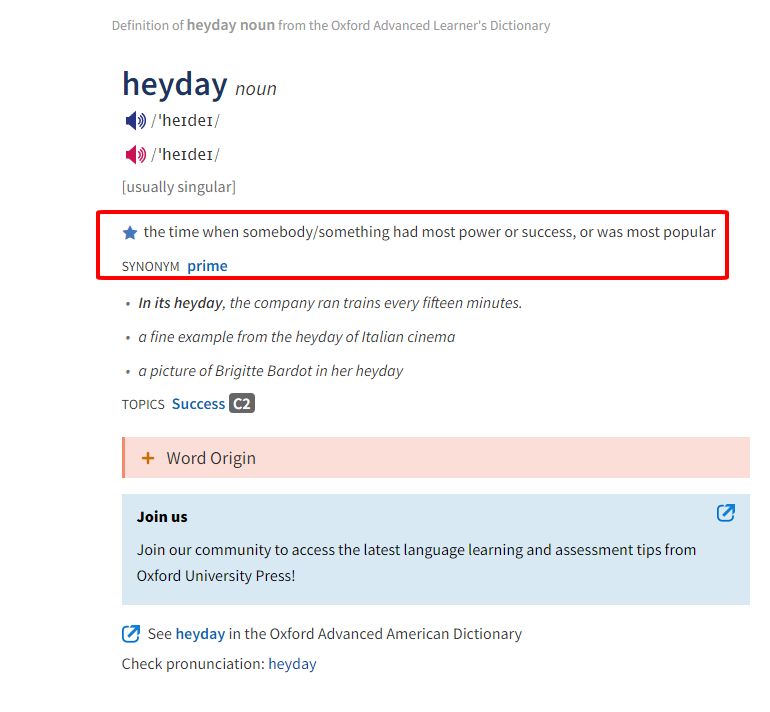 Definition of heyday noun from the Oxford Advanced Learner's Dictionary
heyday noun
/ˈheɪdeɪ/
/ˈheɪdeɪ/
[usually singular]
the time when somebody/something had most power or success, or was most popular
SYNONYM prime
• In its heyday, the company ran trains every fifteen minutes.
• a fine example from the heyday of Italian cinema
• a picture of Brigitte Bardot in her heyday
TOPICS Success C2
+ Word Origin
Join us
Join our community to access the latest language learning and assessment tips from
Oxford University Press!
See heyday in the Oxford Advanced American Dictionary
Check pronunciation: heyday